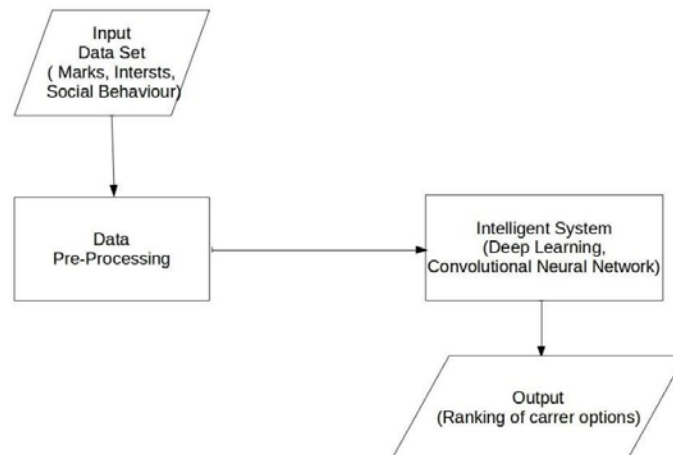 Input
Data Set
( Marks, Intersts,
Social Behaviour)
Data
Pre-Processing
Intelligent System
(Deep Learning,
Convolutional Neural Network)
Output
(Ranking of carrer options)